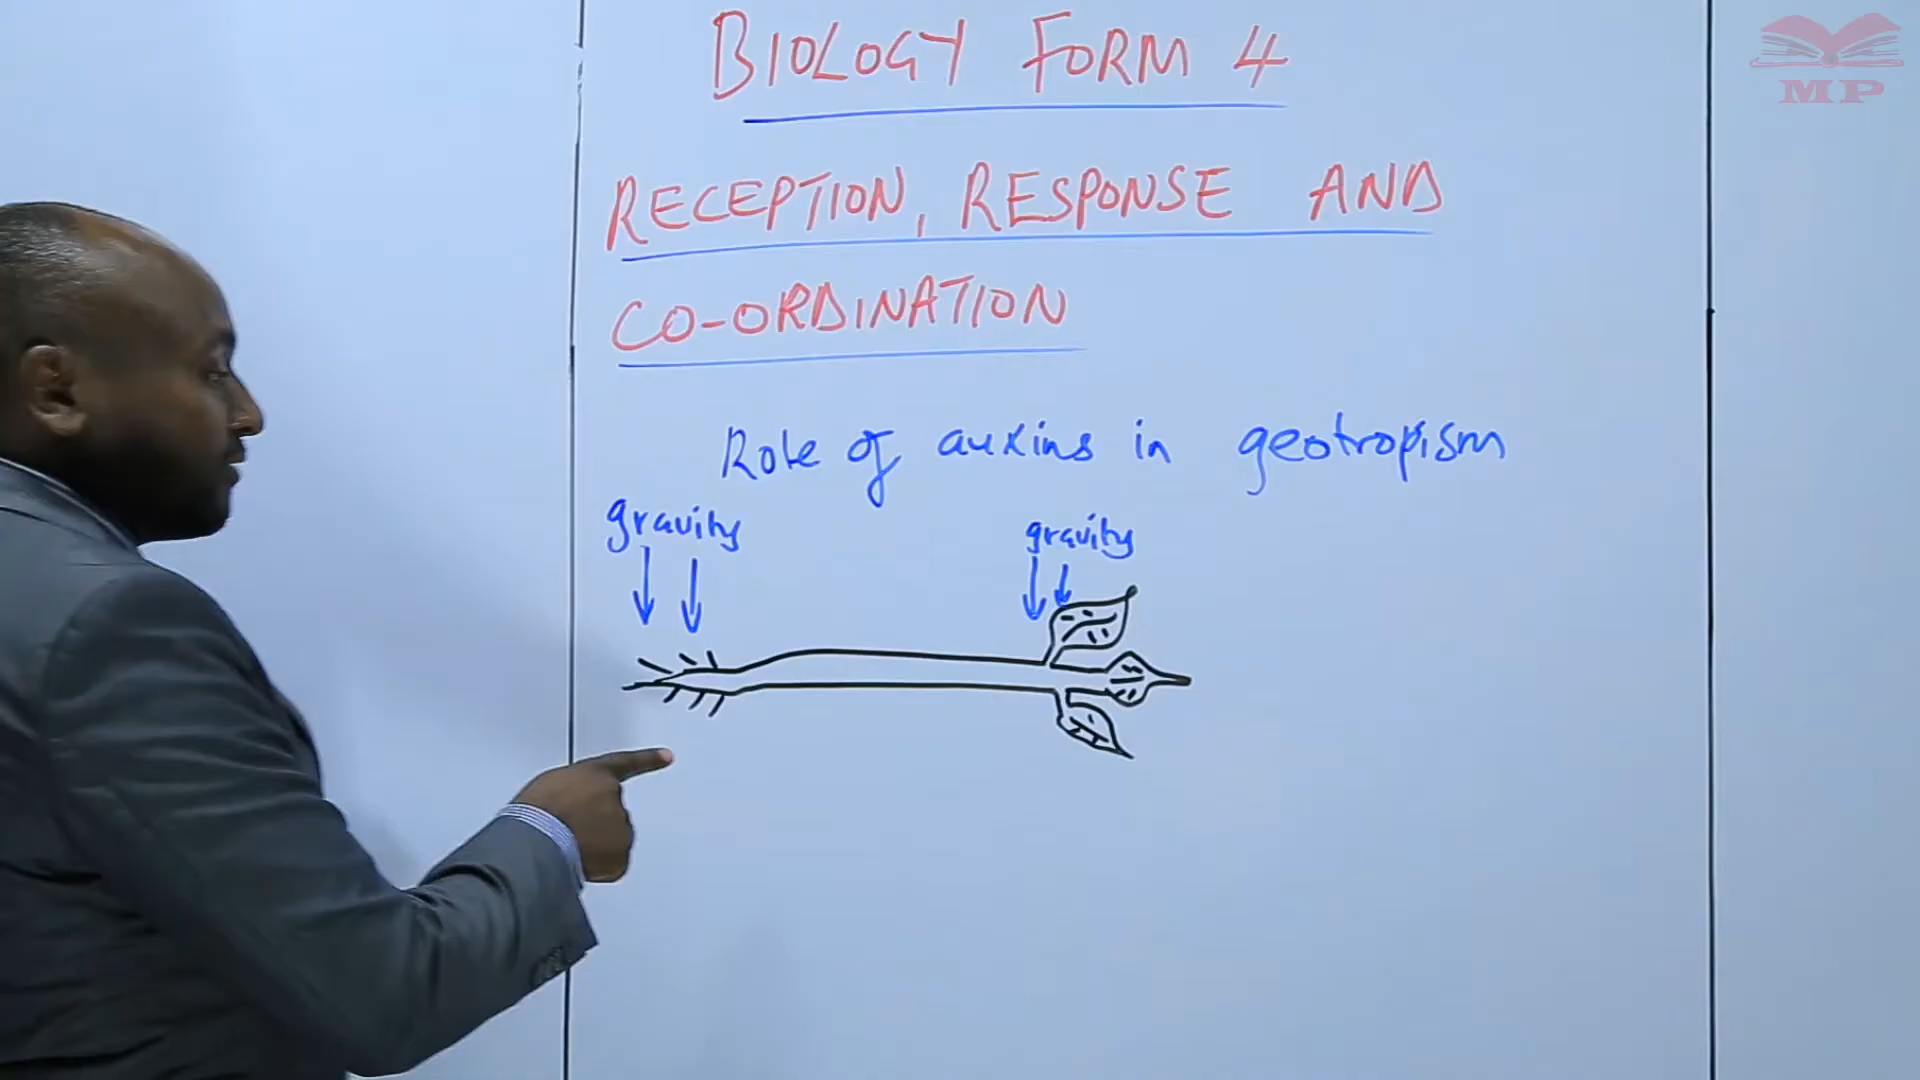 MP
BIOLOGY FORM 4
RECEPTION, RESPONSE AND
CO-ORDINATION
Role of auxins in geotropism
gravity gravity